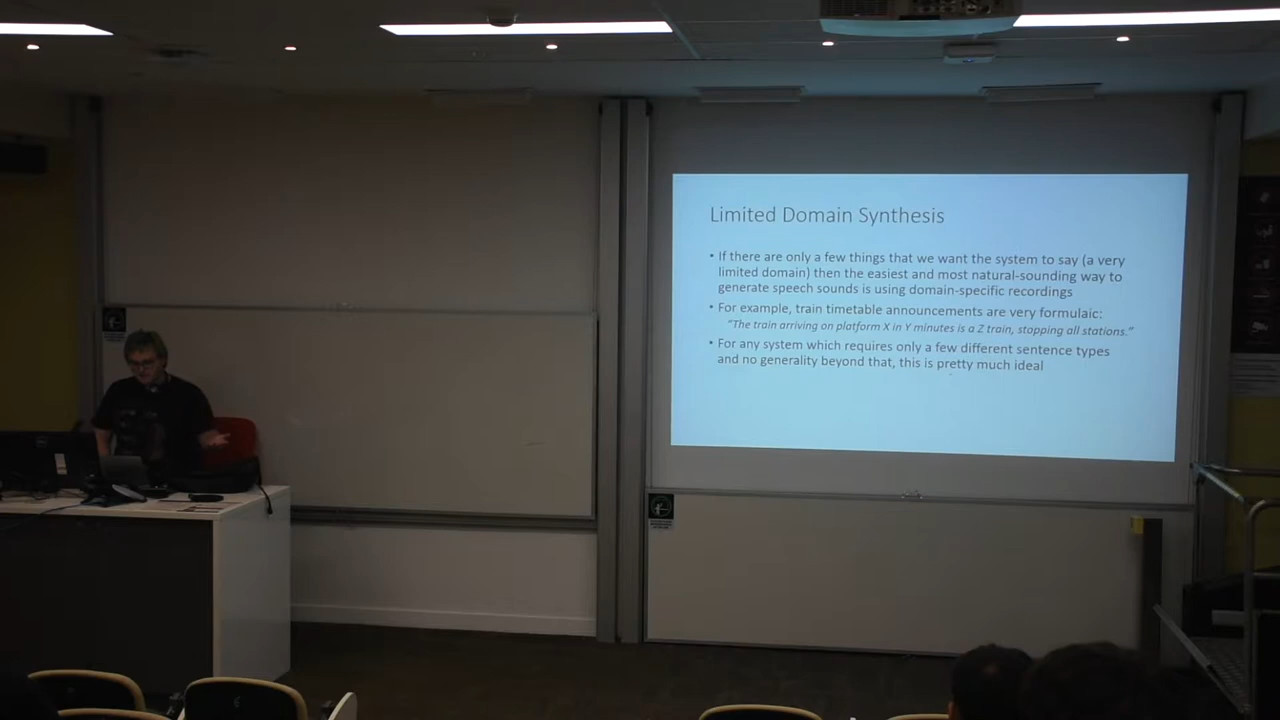 Limited Domain Synthesis
• If there are only a few things that we want the system to say (a very
limited domain) then the easiest and most natural-sounding way to
generate speech sounds is using domain-specific recordings
• For example, train timetable announcements are very formulaic:
"The train arriving on platform X in Y minutes is a Z train, stopping all stations."
• For any system which requires only a few different sentence types
and no generality beyond that, this is pretty much ideal